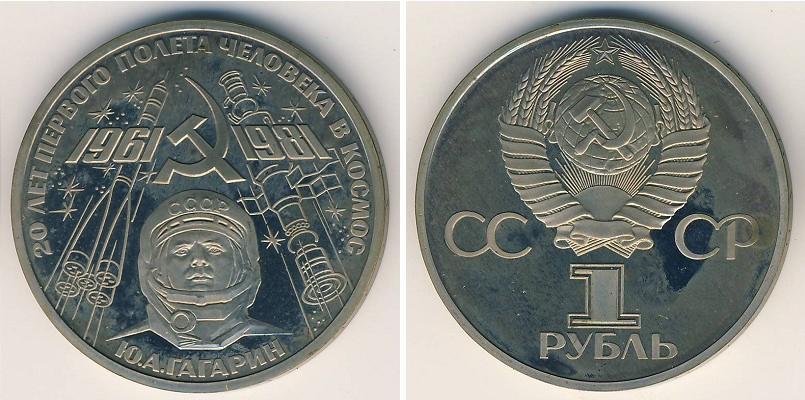 20 ЛЕТ ПЕРВОГО ПОЛЕТА ЧЕЛОВЕКА В КОСМОС
1961 1981
СССР
Ю.А.ГАГАРИН
СС СР
1
РУБЛЬ